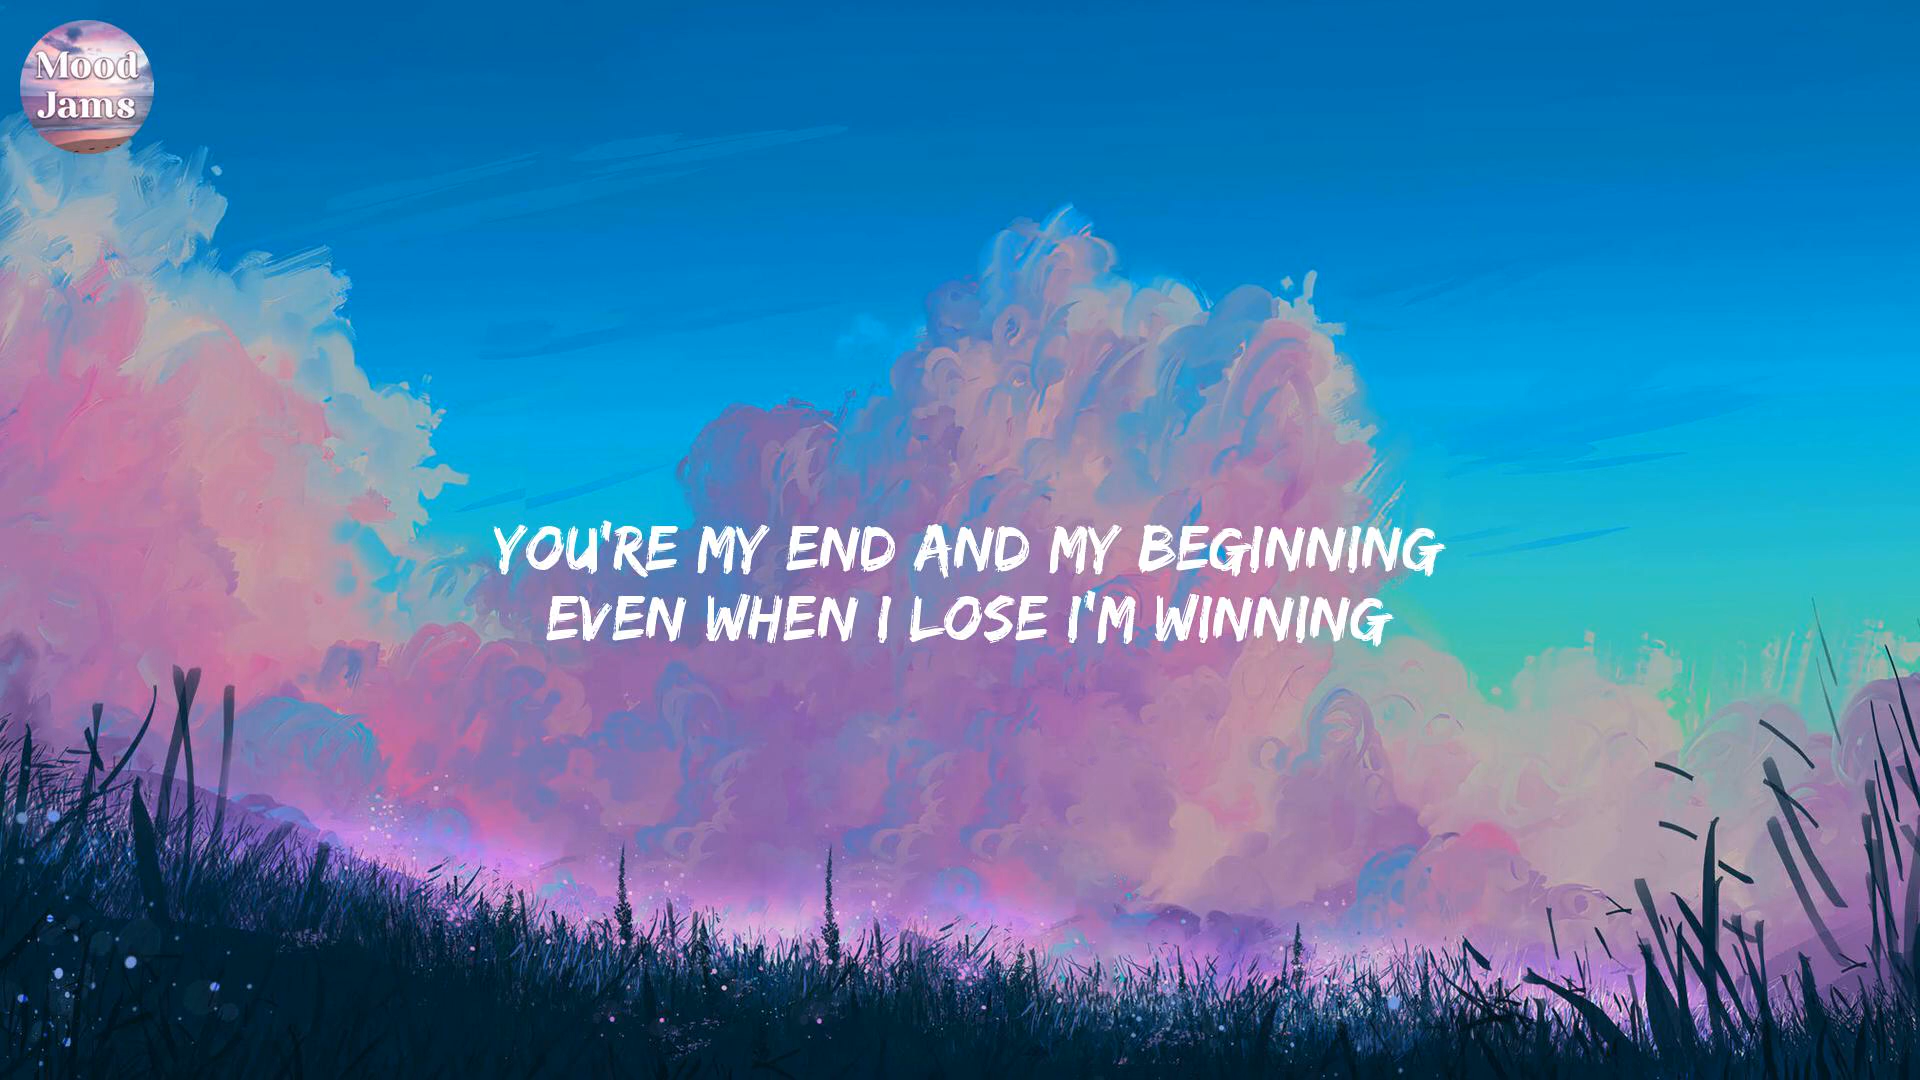 Mood
Jams
YOU'RE MY END AND MY BEGINNING
EVEN WHEN I LOSE I'M WINNING